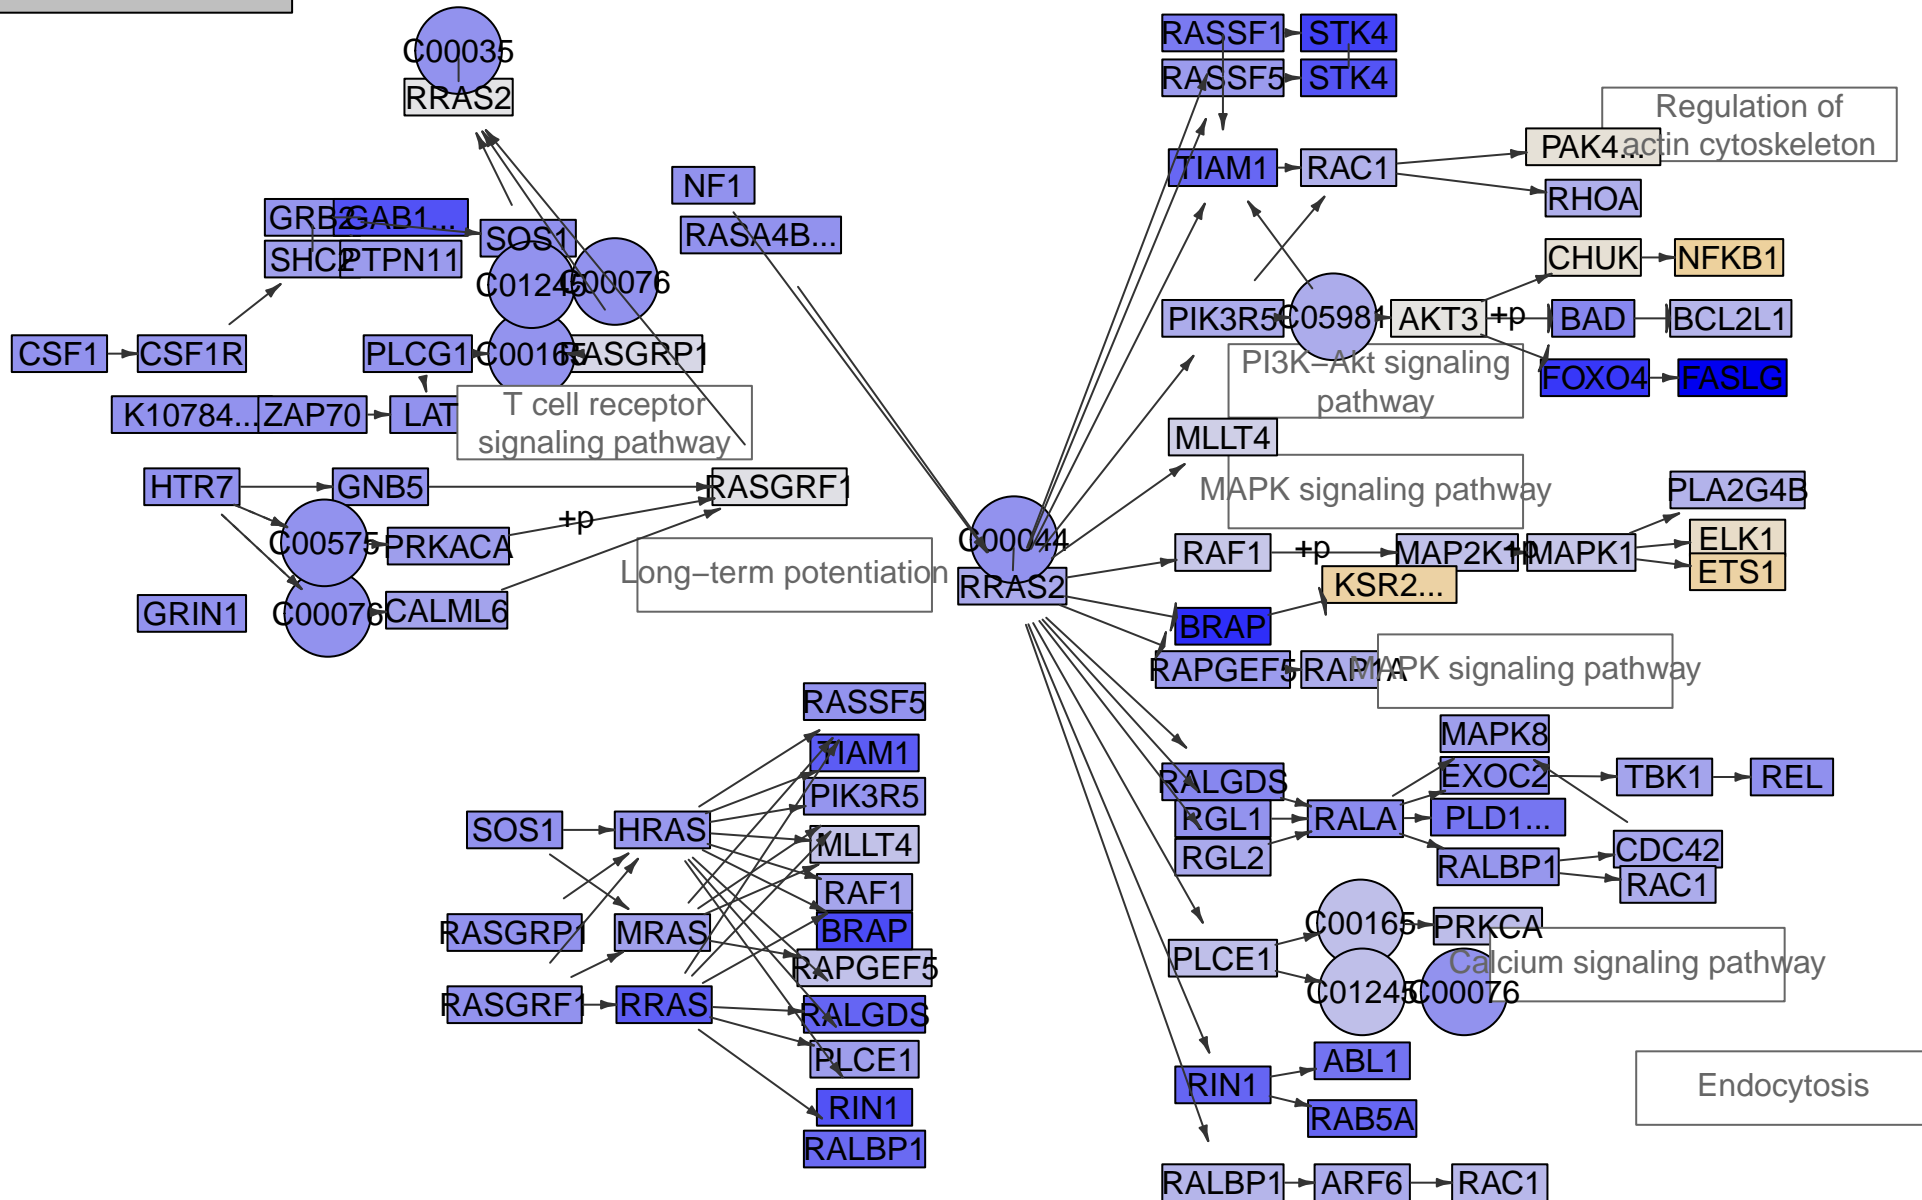 C00035
RRAS2
NF1
RASA4B...
GRB2
GAB1...
SOS1
SHC2
PTPN11
C01245
C00076
CSF1
CSF1R
PLCG1
C00165
RASGRP1
K10784...
ZAP70
LAT
T cell receptor
signaling pathway
HTR7
GNB5
RASGRF1
C00575
PRKACA
+p
C00076
CALML6
GRIN1
Long−term potentiation
C00044
RRAS2
RASSF1
STK4
RASSF5
STK4
Regulation of
actin cytoskeleton
PAK4...
TIAM1
RAC1
RHOA
CHUK
NFKB1
PIK3R5
C05981
AKT3
+p
BAD
BCL2L1
PI3K−Akt signaling
pathway
FOXO4
FASLG
MLLT4
MAPK signaling pathway
PLA2G4B
RAF1
+p
MAP2K1
+p
MAPK1
ELK1
ETS1
KSR2...
BRAP
RAPGEF5
RAP1A
MAPK signaling pathway
MAPK8
RALGDS
EXOC2
TBK1
REL
RGL1
RALA
PLD1...
RGL2
RALBP1
CDC42
RAC1
C00165
PRKCA
PLCE1
Calcium signaling pathway
C01245
C00076
RIN1
ABL1
RAB5A
Endocytosis
RALBP1
ARF6
RAC1
RASSF5
TIAM1
PIK3R5
SOS1
HRAS
MLLT4
RAF1
RASGRP1
MRAS
BRAP
RAPGEF5
RASGRF1
RRAS
RALGDS
PLCE1
RIN1
RALBP1